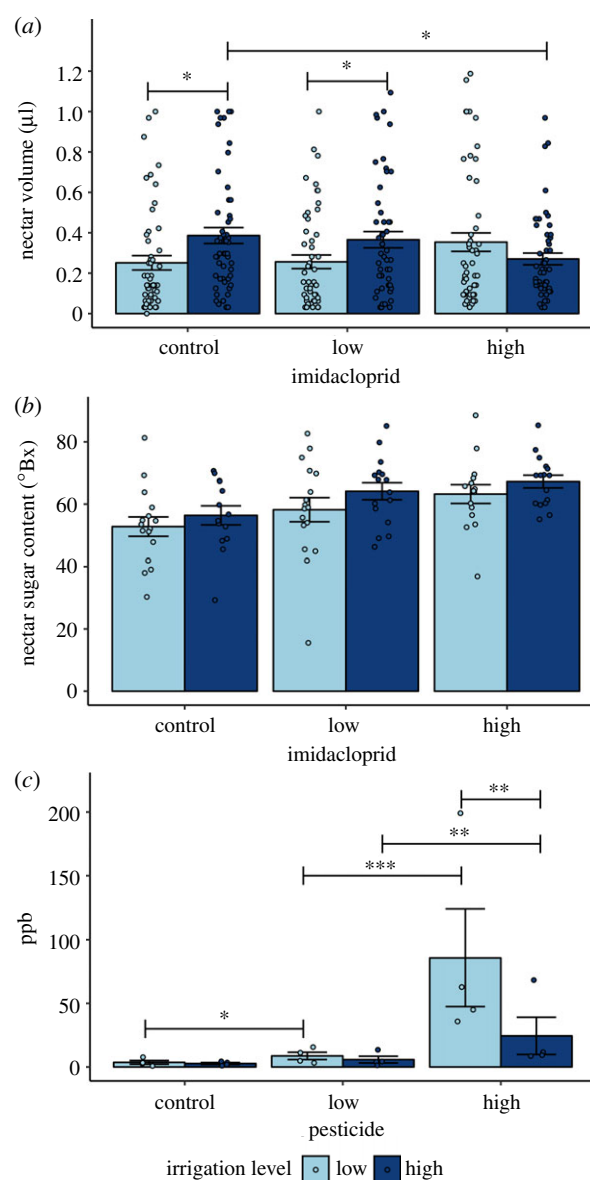 (a)
*
*
*
nectar volume (µl)
1.2
1.0
0.8
0.6
0.4
0.2
0
control low high
imidacloprid
(b)
nectar sugar content (°Bx)
80
60
40
20
0
control low high
imidacloprid
(c)
**
**
***
*
ppb
200
150
100
50
0
control low high
pesticide
irrigation level low high